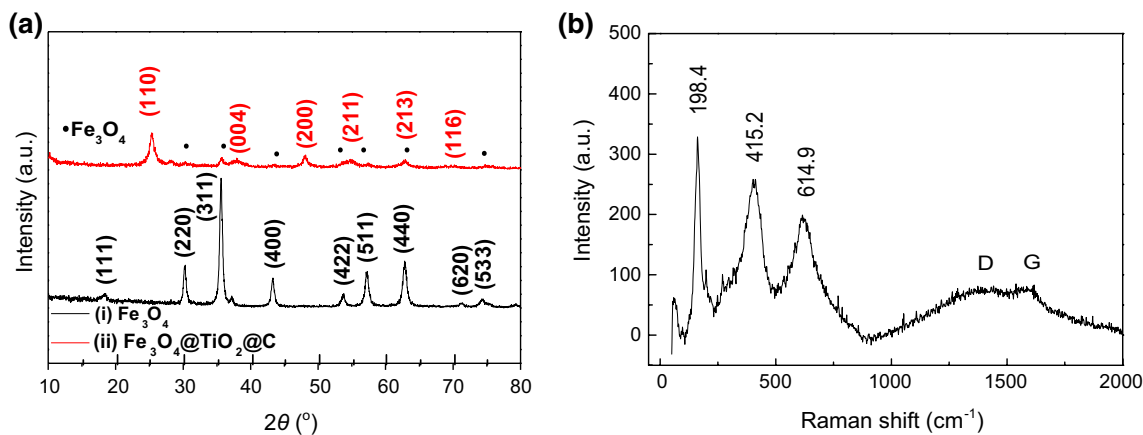 (a)
Intensity (a.u.)
(110)
(004)
(200)
(211)
(213)
(116)
•Fe₃O₄
(111)
(220)
(311)
(400)
(422)
(511)
(440)
(620)
(533)
(i) Fe₃O₄
(ii) Fe₃O₄@TiO₂@C
10 20 30 40 50 60 70 80
2θ (°)
(b)
Intensity (a.u.)
500
400
300
200
100
0
198.4
415.2
614.9
D G
0 500 1000 1500 2000
Raman shift (cm⁻¹)